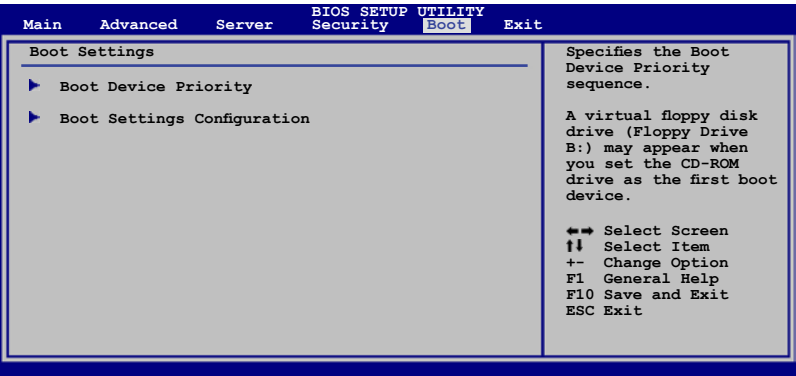 BIOS SETUP UTILITY
Main Advanced Server Security Boot Exit
Boot Settings
Boot Device Priority
Boot Settings Configuration
Specifies the Boot
Device Priority
sequence.
A virtual floppy disk
drive (Floppy Drive
B:) may appear when
you set the CD-ROM
drive as the first boot
device.
←→ Select Screen
↑↓ Select Item
+- Change Option
F1 General Help
F10 Save and Exit
ESC Exit